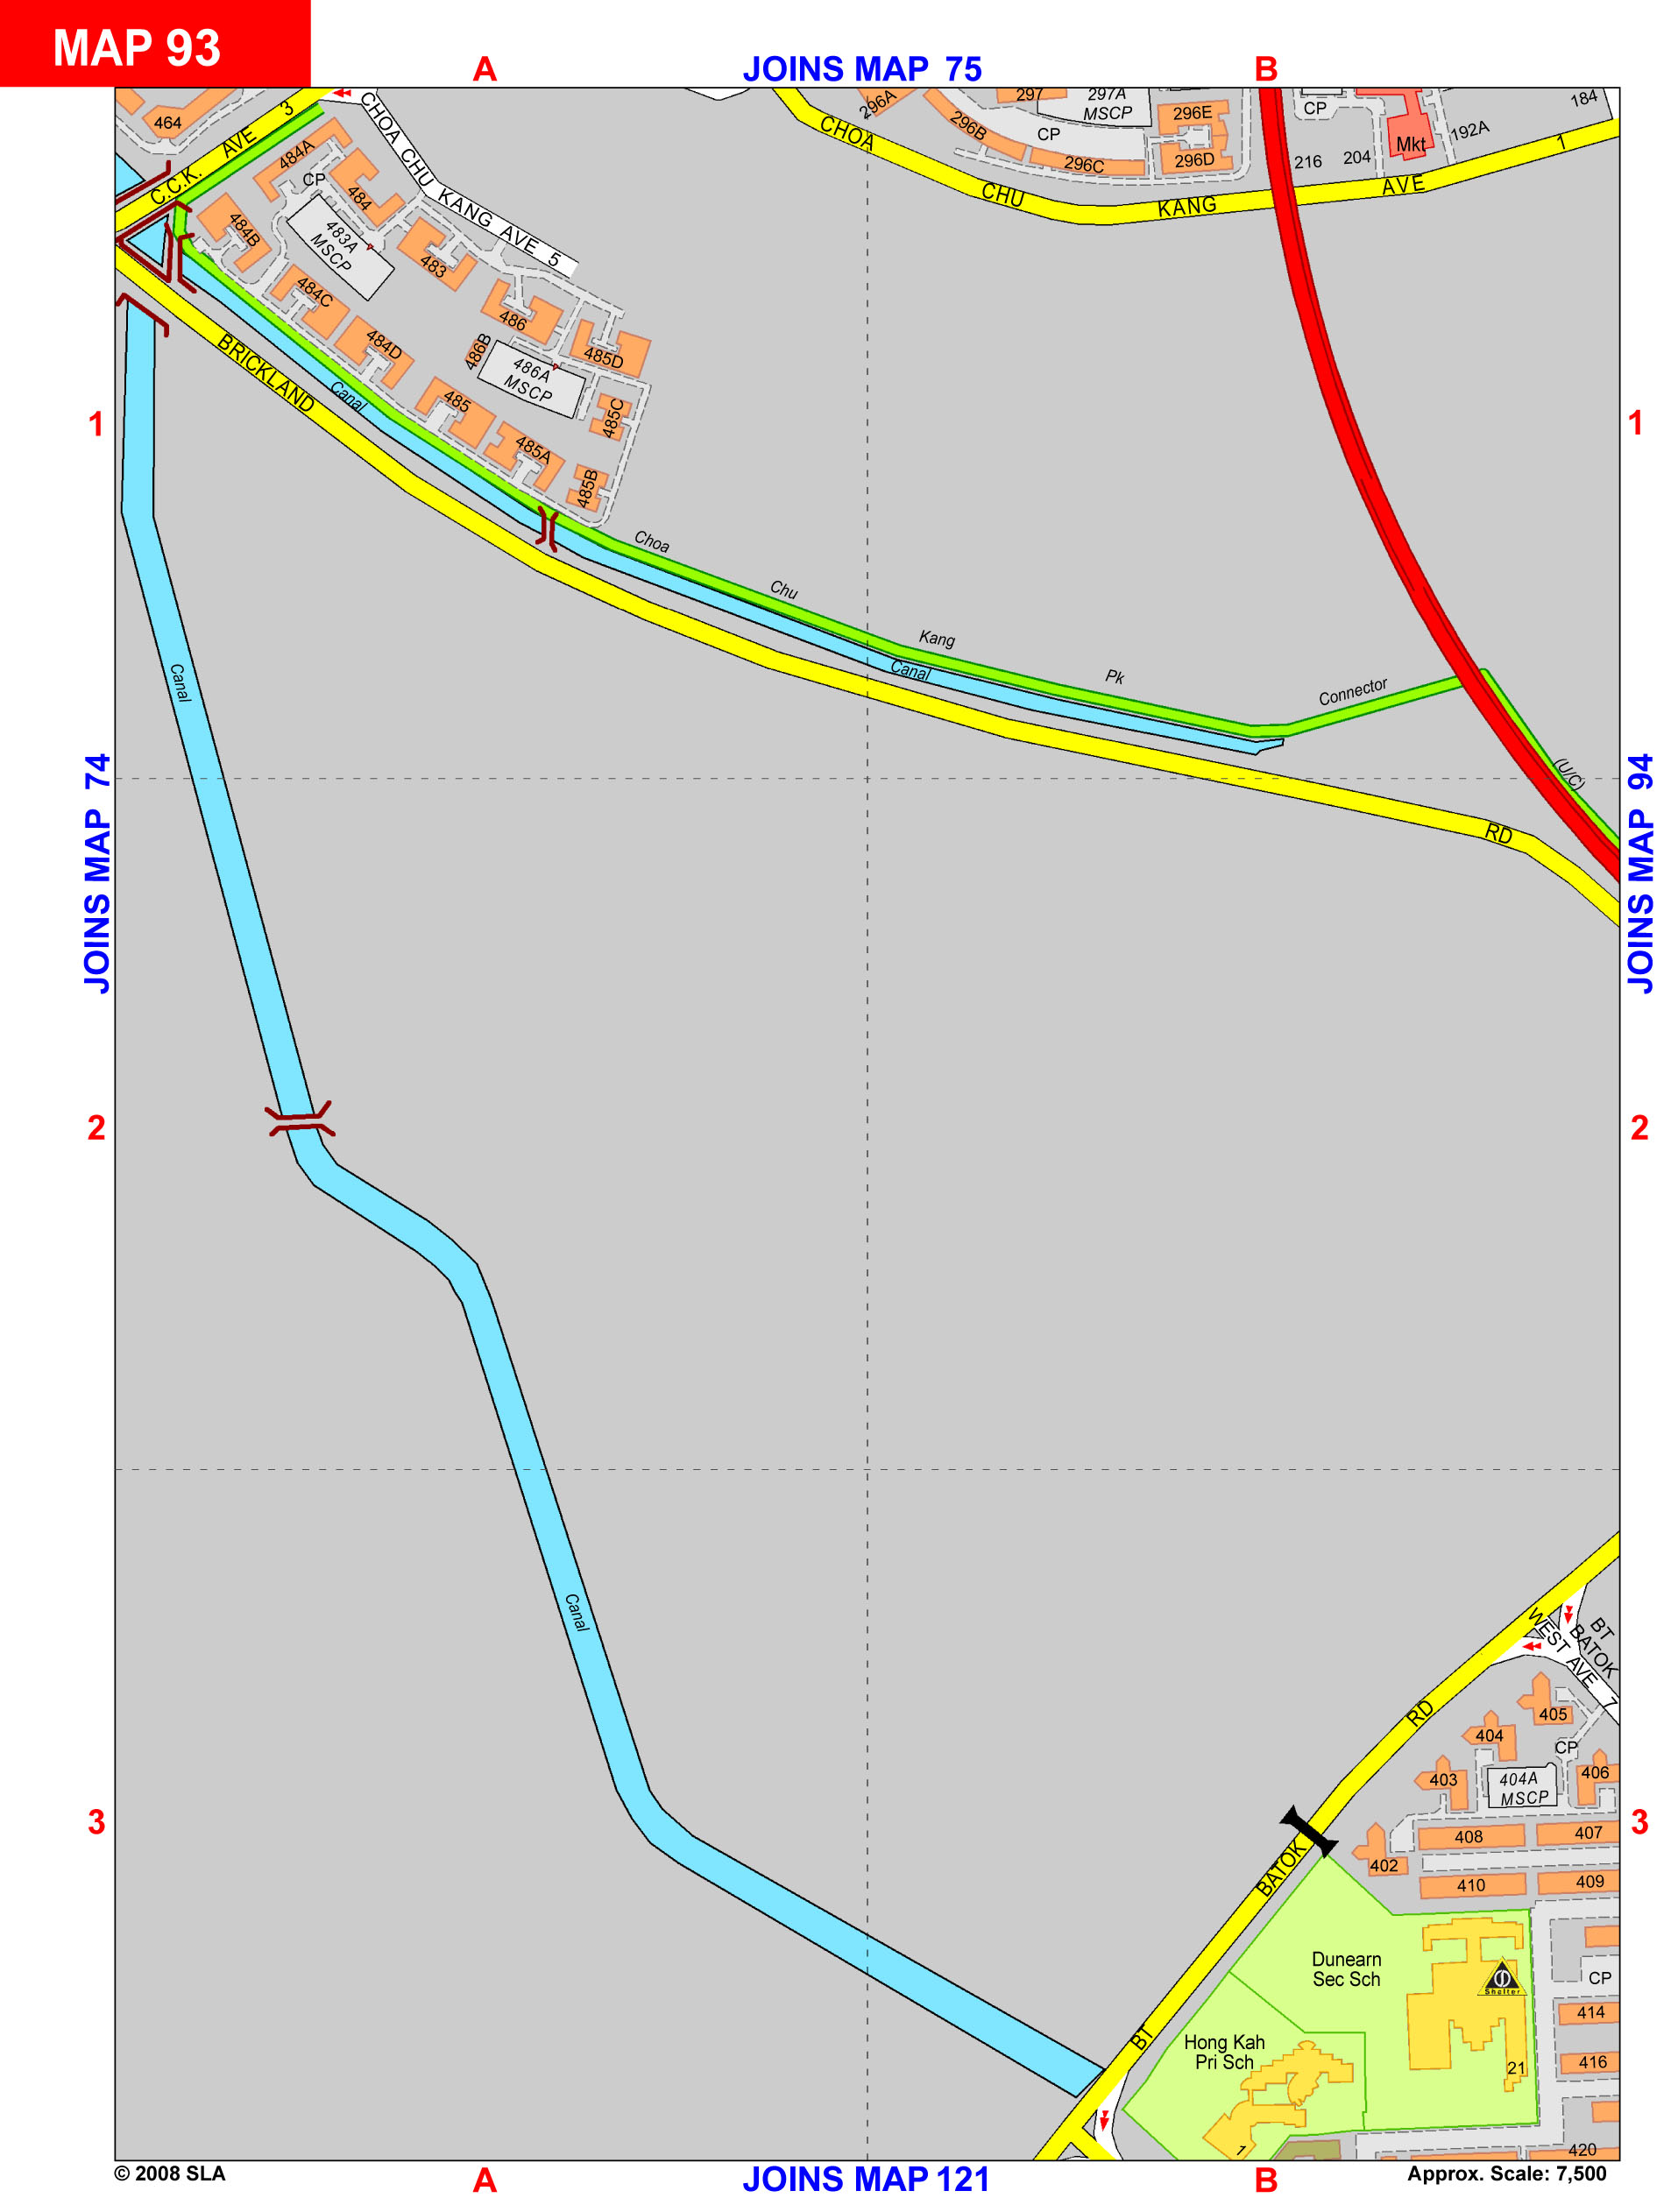 MAP 93
A
JOINS MAP 75
B
464
AVE 3
C.C.K.
CHOA CHU KANG AVE 5
484A
CP
484
484B
483A
MSCP
483
484C
484D
486
486B
486A
MSCP
485D
485
485A
485C
485B
296A
296B
297
297A
MSCP
CP
296C
296E
296D
CP
Mkt
192A
184
216
204
CHOA CHU KANG AVE 1
BRICKLAND RD
Canal
Choa Chu Kang Pk Connector
(U/C)
Canal
Canal
1
1
JOINS MAP 74
JOINS MAP 94
2
2
Canal
BT
BATOK
WEST AVE 7
BT BATOK RD
405
404
CP
403
404A
MSCP
406
3
3
408
407
402
410
409
Dunearn
Sec Sch
Shelter
CP
414
Hong Kah
Pri Sch
21
416
1
420
© 2008 SLA
A
JOINS MAP 121
B
Approx. Scale: 7,500